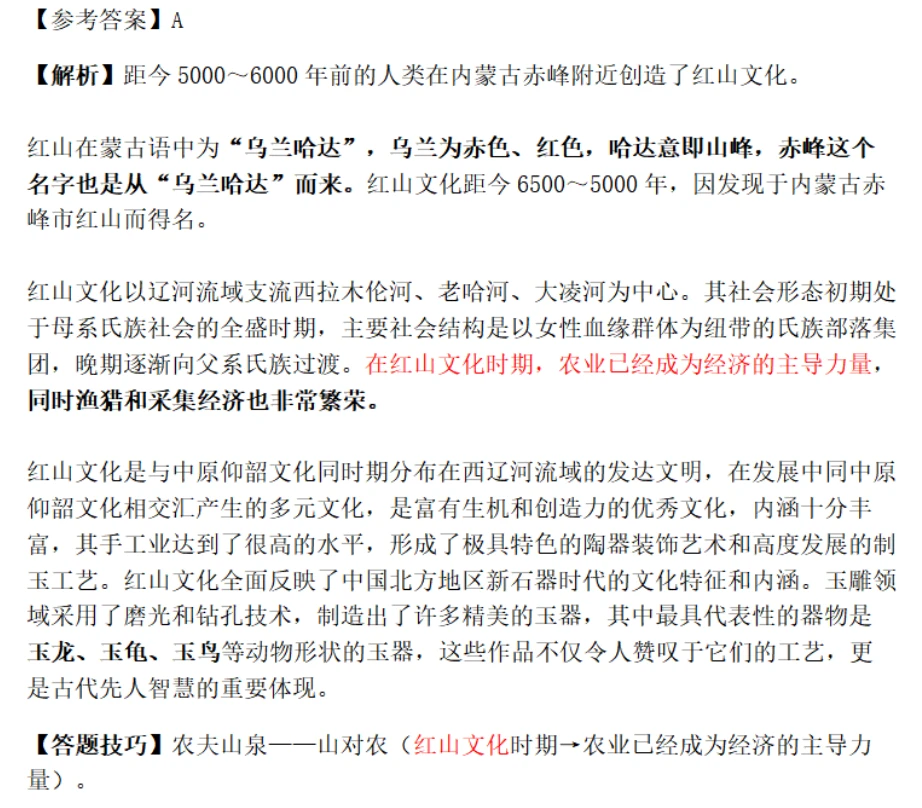 【参考答案】A
【解析】距今 5000～6000 年前的人类在内蒙古赤峰附近创造了红山文化。
红山在蒙古语中为“乌兰哈达”，乌兰为赤色、红色，哈达意即山峰，赤峰这个
名字也是从“乌兰哈达”而来。红山文化距今 6500～5000 年，因发现于内蒙古赤
峰市红山而得名。
红山文化以辽河流域支流西拉木伦河、老哈河、大凌河为中心。其社会形态初期处
于母系氏族社会的全盛时期，主要社会结构是以女性血缘群体为纽带的氏族部落集
团，晚期逐渐向父系氏族过渡。在红山文化时期，农业已经成为经济的主导力量，
同时渔猎和采集经济也非常繁荣。
红山文化是与中原仰韶文化同时期分布在西辽河流域的发达文明，在发展中同中原
仰韶文化相交汇产生的多元文化，是富有生机和创造力的优秀文化，内涵十分丰
富，其手工业达到了很高的水平，形成了极具特色的陶器装饰艺术和高度发展的制
玉工艺。红山文化全面反映了中国北方地区新石器时代的文化特征和内涵。玉雕领
域采用了磨光和钻孔技术，制造出了许多精美的玉器，其中最具代表性的器物是
玉龙、玉龟、玉鸟等动物形状的玉器，这些作品不仅令人赞叹于它们的工艺，更
是古代先人智慧的重要体现。
【答题技巧】农夫山泉——山对农（红山文化时期→农业已经成为经济的主导力
量）。